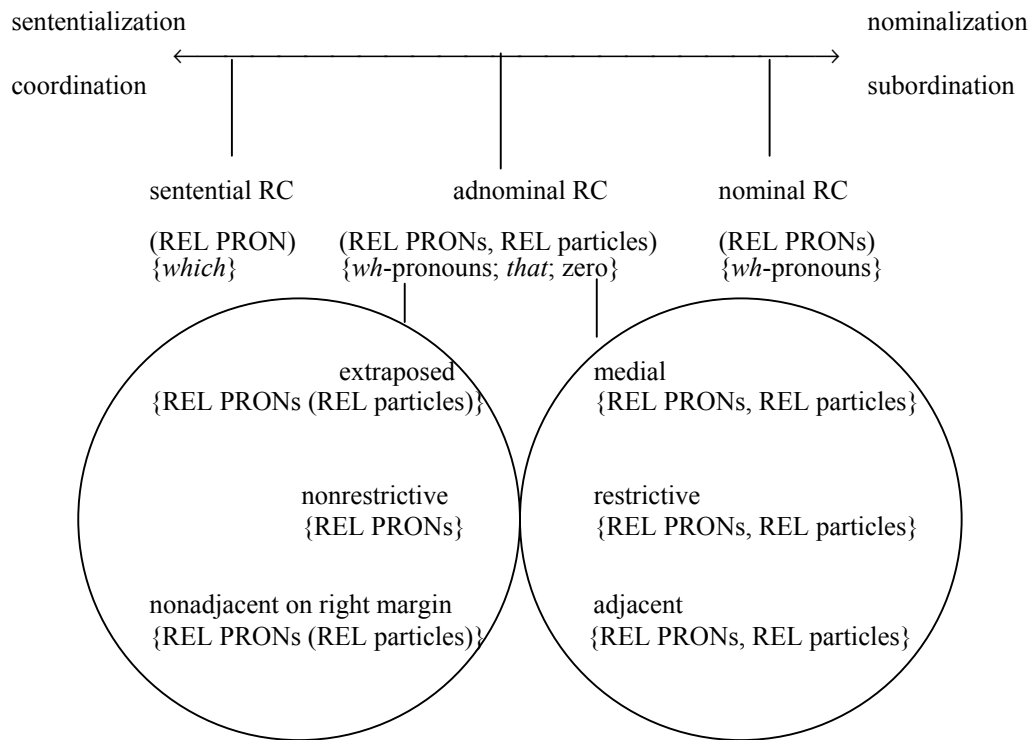 sententialization nominalization
coordination subordination
sentential RC adnominal RC nominal RC
(REL PRON) (REL PRONs, REL particles) (REL PRONs)
{which} {wh-pronouns; that; zero} {wh-pronouns}
extraposed medial
{REL PRONs (REL particles)} {REL PRONs, REL particles}
nonrestrictive restrictive
{REL PRONs} {REL PRONs, REL particles}
nonadjacent on right margin adjacent
{REL PRONs (REL particles)} {REL PRONs, REL particles}